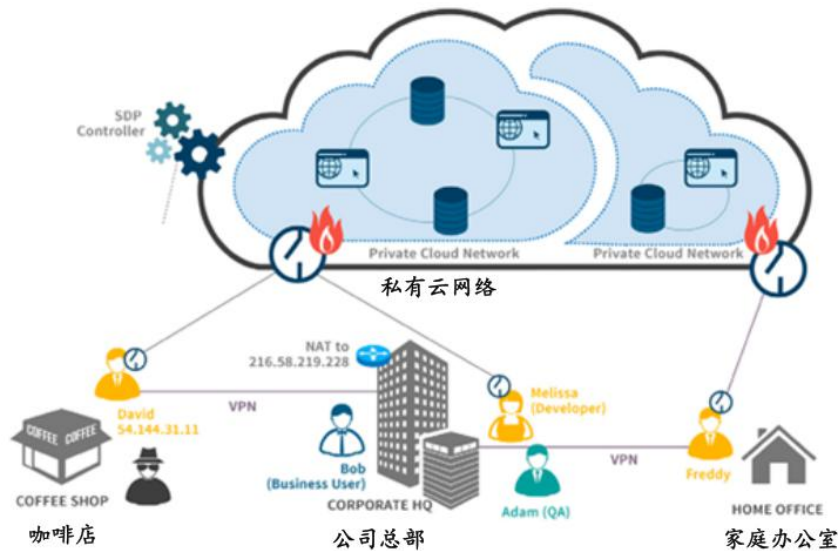 SDP
Controller
Private Cloud Network
Private Cloud Network
私有云网络
NAT to
216.58.219.228
David
54.144.31.11
VPN
Melissa
(Developer)
COFFEE COFFEE
Bob
(Business User)
VPN
Freddy
Adam (QA)
COFFEE SHOP
CORPORATE HQ
HOME OFFICE
咖啡店
公司总部
家庭办公室